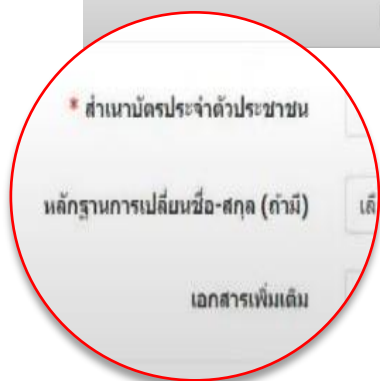 * สำเนาบัตรประจำตัวประชาชน
หลักฐานการเปลี่ยนชื่อ-สกุล (ถ้ามี)
เอกสารเพิ่มเติม